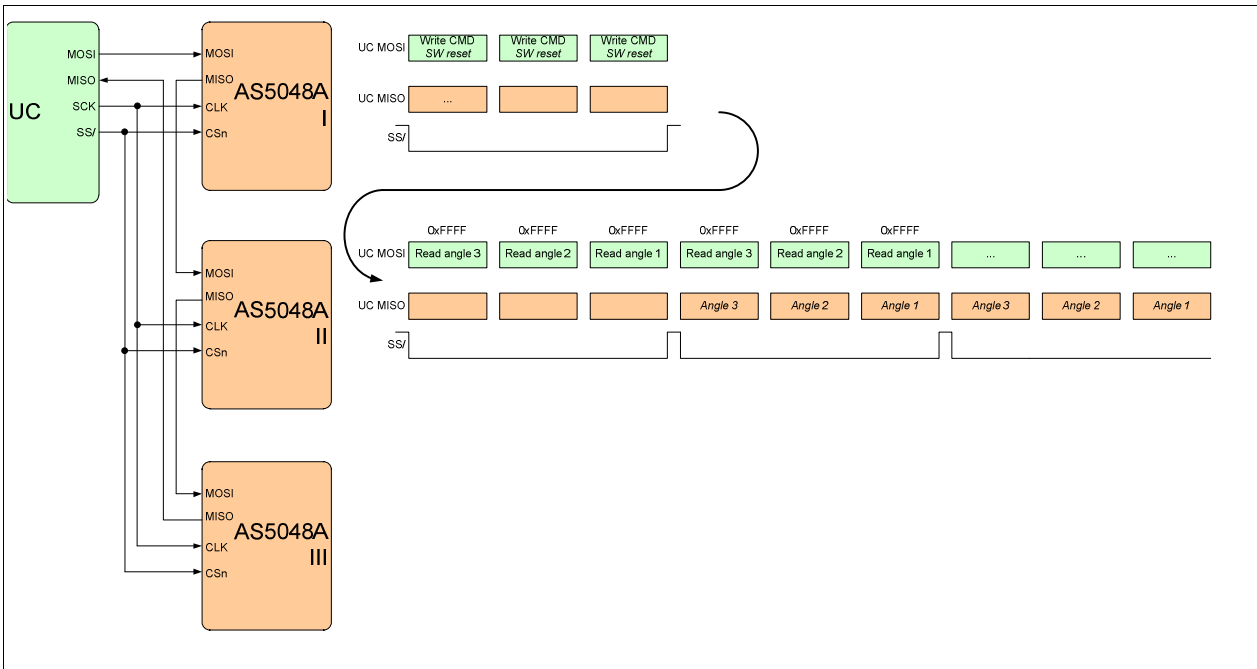 UC
MOSI
MISO
SCK
SS/
MOSI
MISO
CLK
CSn
AS5048A
I
MOSI
MISO
CLK
CSn
AS5048A
II
MOSI
MISO
CLK
CSn
AS5048A
III
UC MOSI
Write CMD
SW reset
Write CMD
SW reset
Write CMD
SW reset
UC MISO
...
SS/
0xFFFF 0xFFFF 0xFFFF 0xFFFF 0xFFFF 0xFFFF
UC MOSI Read angle 3 Read angle 2 Read angle 1 Read angle 3 Read angle 2 Read angle 1 ... ... ...
UC MISO Angle 3 Angle 2 Angle 1 Angle 3 Angle 2 Angle 1
SS/